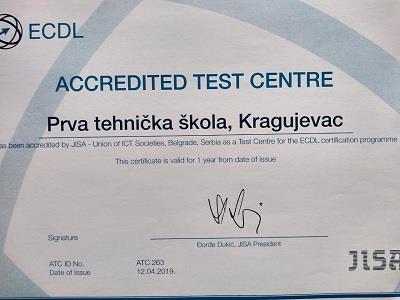 ECDL
ACCREDITED TEST CENTRE
Prva tehnička škola, Kragujevac
has been accredited by JISA - Union of ICT Societies, Belgrade, Serbia as a Test Centre for the ECDL certification programme
This certificate is valid for 1 year from date of issue
Signature
Đorđe Dukić, JISA President
ATC ID No. ATC 263
Date of Issue 12.04.2019.
JISA